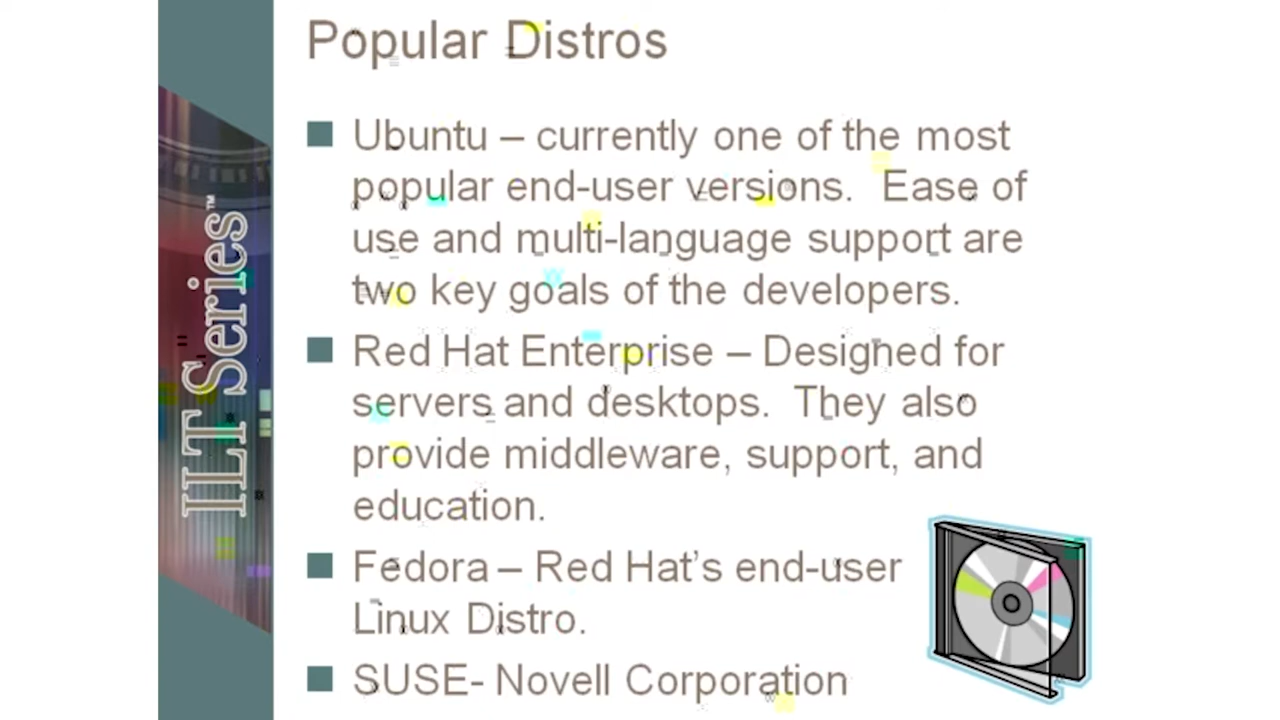 Popular Distros
Ubuntu – currently one of the most
popular end-user versions.  Ease of
use and multi-language support are
two key goals of the developers.
Red Hat Enterprise – Designed for
servers and desktops.  They also
provide middleware, support, and
education.
Fedora – Red Hat’s end-user
Linux Distro.
SUSE- Novell Corporation
ILT Series™